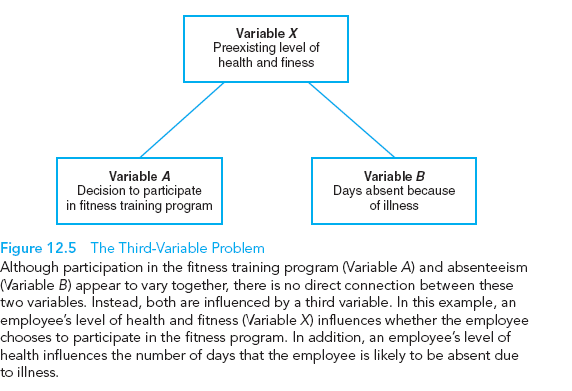 Variable X
Preexisting level of
health and finess
Variable A
Decision to participate
in fitness training program
Variable B
Days absent because
of illness
Figure 12.5 The Third-Variable Problem
Although participation in the fitness training program (Variable A) and absenteeism
(Variable B) appear to vary together, there is no direct connection between these
two variables. Instead, both are influenced by a third variable. In this example, an
employee's level of health and fitness (Variable X) influences whether the employee
chooses to participate in the fitness program. In addition, an employee's level of
health influences the number of days that the employee is likely to be absent due
to illness.